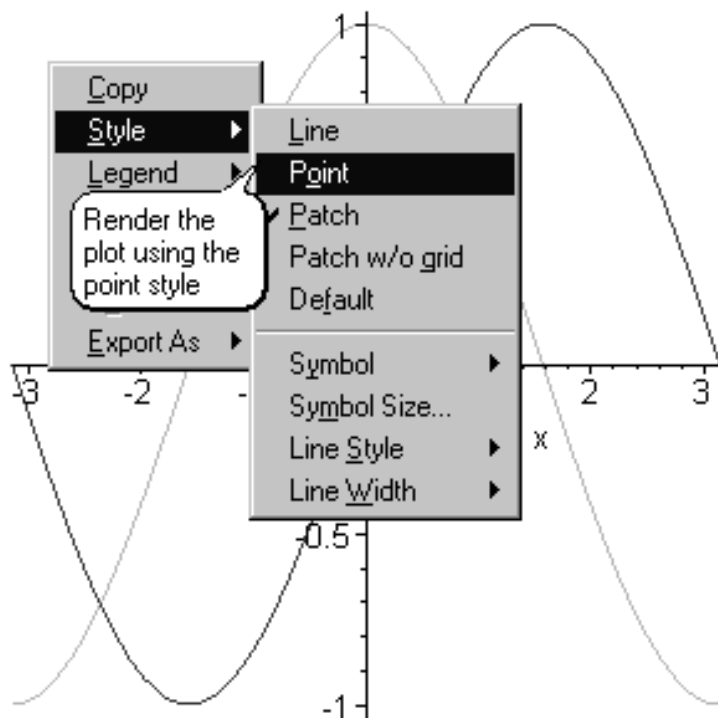 1
Copy
Style
Line
Legend
Point
Render the
plot using the
point style
Patch
Patch w/o grid
Default
Export As
Symbol
-3
-2
2
3
Symbol Size...
x
Line Style
Line Width
-0.5
-1